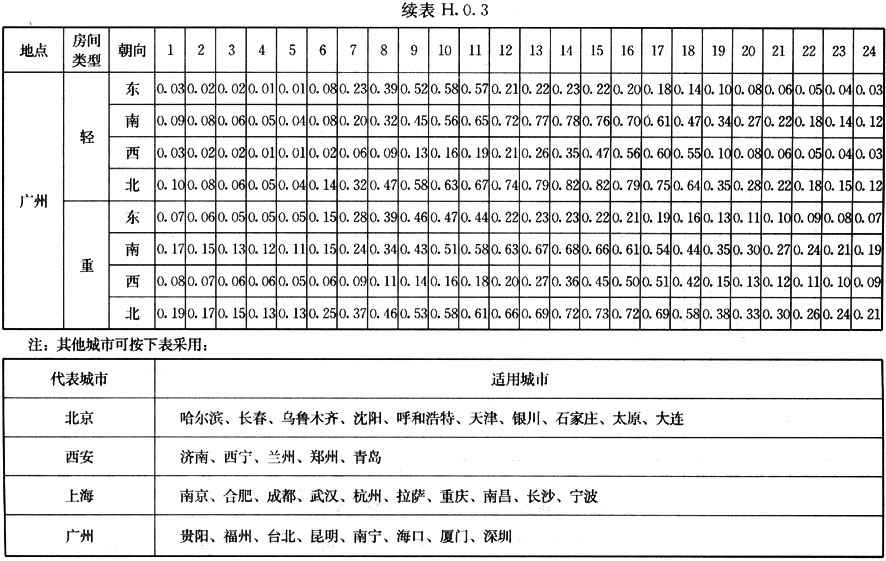 续表 H.0.3
地点 房间类型 朝向 1 2 3 4 5 6 7 8 9 10 11 12 13 14 15 16 17 18 19 20 21 22 23 24
广州 轻 东 0.03 0.02 0.02 0.01 0.01 0.08 0.23 0.39 0.52 0.58 0.57 0.21 0.22 0.23 0.22 0.20 0.18 0.14 0.10 0.08 0.06 0.05 0.04 0.03
南 0.09 0.08 0.06 0.05 0.04 0.08 0.20 0.32 0.45 0.56 0.65 0.72 0.77 0.78 0.76 0.70 0.61 0.47 0.34 0.27 0.22 0.18 0.14 0.12
西 0.03 0.02 0.02 0.01 0.01 0.02 0.06 0.09 0.13 0.16 0.19 0.21 0.26 0.35 0.47 0.56 0.60 0.55 0.10 0.08 0.06 0.05 0.04 0.03
北 0.10 0.08 0.06 0.05 0.04 0.14 0.32 0.47 0.58 0.63 0.67 0.74 0.79 0.82 0.82 0.79 0.75 0.64 0.35 0.28 0.22 0.18 0.15 0.12
重 东 0.07 0.06 0.05 0.05 0.05 0.15 0.28 0.39 0.46 0.47 0.44 0.22 0.23 0.23 0.22 0.21 0.19 0.16 0.13 0.11 0.10 0.09 0.08 0.07
南 0.17 0.15 0.13 0.12 0.11 0.15 0.24 0.34 0.43 0.51 0.58 0.63 0.67 0.68 0.66 0.61 0.54 0.44 0.35 0.30 0.27 0.24 0.21 0.19
西 0.08 0.07 0.06 0.06 0.05 0.06 0.09 0.11 0.14 0.16 0.18 0.20 0.27 0.36 0.45 0.50 0.51 0.42 0.15 0.13 0.12 0.11 0.10 0.09
北 0.19 0.17 0.15 0.13 0.13 0.25 0.37 0.46 0.53 0.58 0.61 0.66 0.69 0.72 0.73 0.72 0.69 0.58 0.38 0.33 0.30 0.26 0.24 0.21
注：其他城市可按下表采用：
代表城市 适用城市
北京 哈尔滨、长春、乌鲁木齐、沈阳、呼和浩特、天津、银川、石家庄、太原、大连
西安 济南、西宁、兰州、郑州、青岛
上海 南京、合肥、成都、武汉、杭州、拉萨、重庆、南昌、长沙、宁波
广州 贵阳、福州、台北、昆明、南宁、海口、厦门、深圳